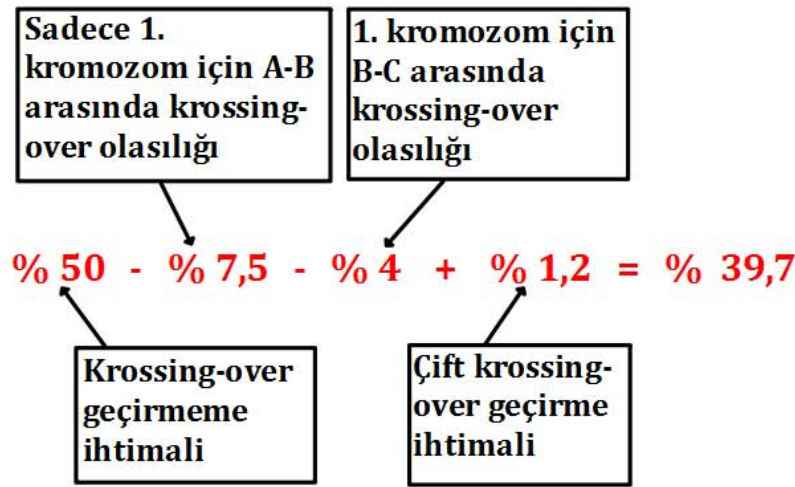 Sadece 1.
kromozom için A-B
arasında krossing-
over olasılığı
1. kromozom için
B-C arasında
krossing-over
olasılığı
% 50 - % 7,5 - % 4 + % 1,2 = % 39,7
Krossing-over
geçirmeme
ihtimali
Çift krossing-
over geçirme
ihtimali